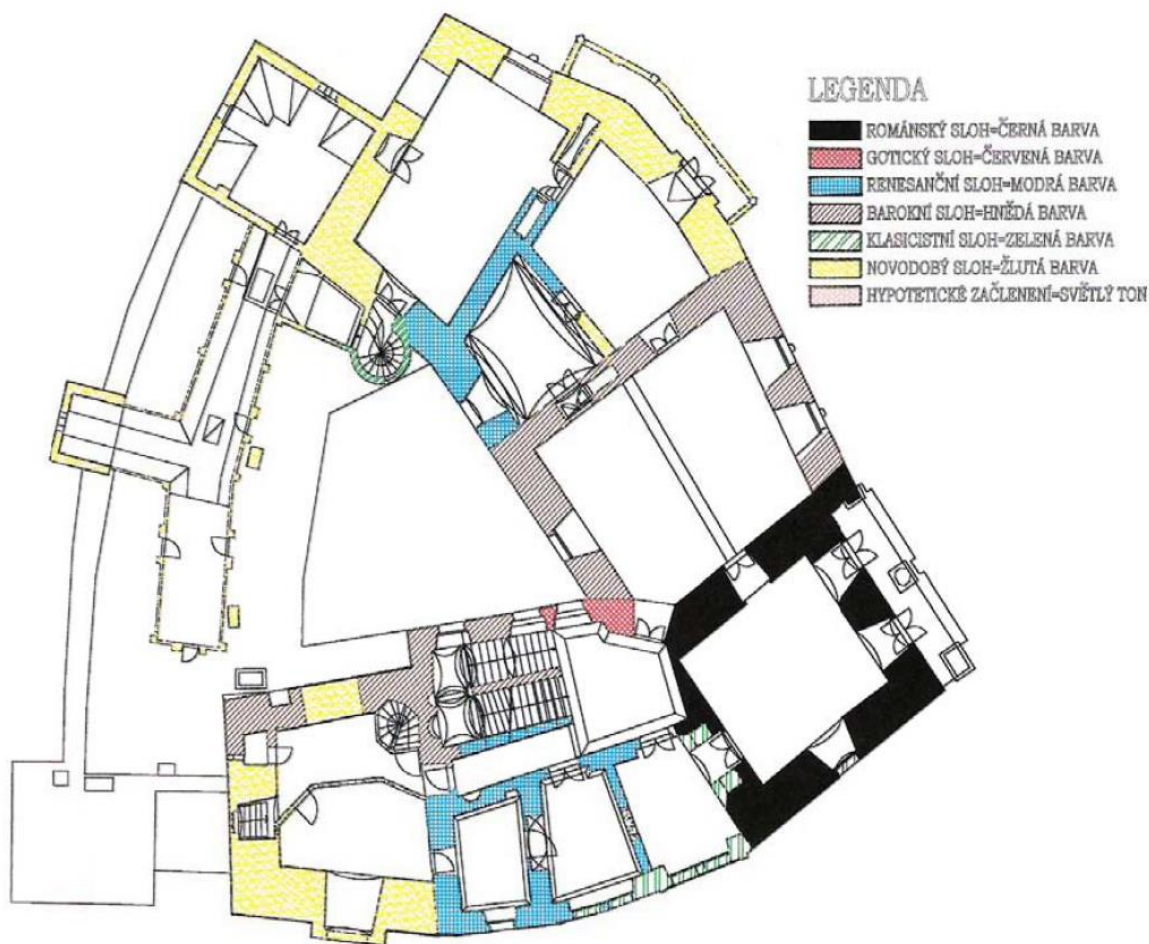 LEGENDA
ROMÁNSKÝ SLOH=ČERNÁ BARVA
GOTICKÝ SLOH=ČERVENÁ BARVA
RENESANČNÍ SLOH=MODRÁ BARVA
BAROKNÍ SLOH=HNĚDÁ BARVA
KLASICISTNÍ SLOH=ZELENÁ BARVA
NOVODOBÝ SLOH=ŽLUTÁ BARVA
HYPOTETICKÉ ZAČLENENÍ=SVĚTLÝ TON